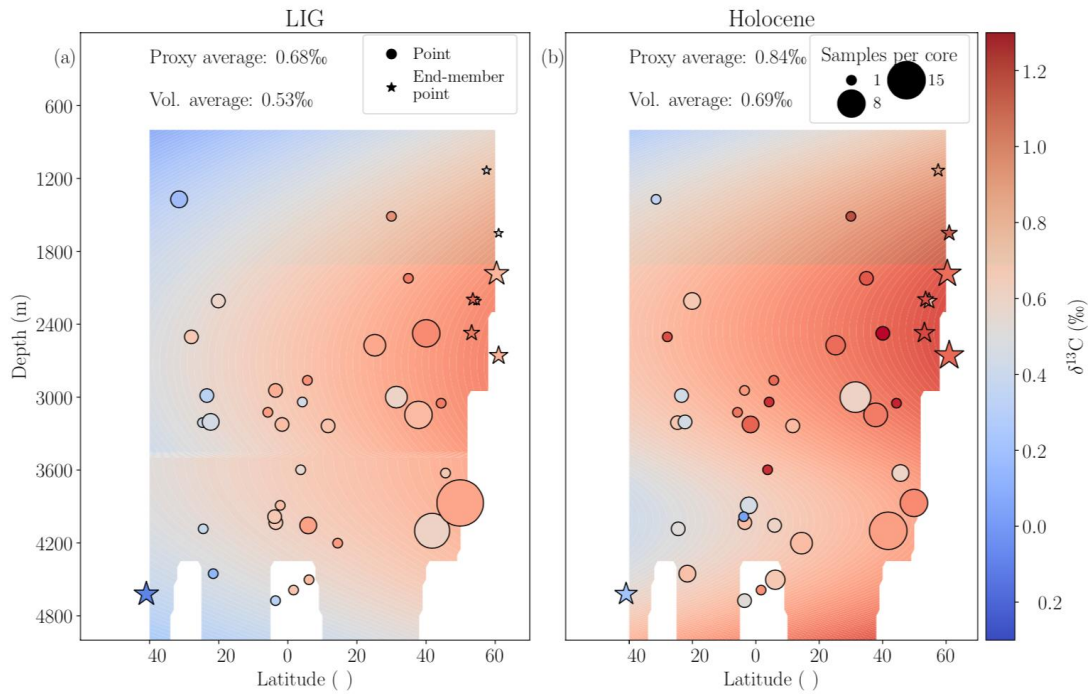 LIG
Holocene
(a)
Proxy average: 0.68‰
Vol. average: 0.53‰
Point
End-member
point
(b)
Proxy average: 0.84‰
Vol. average: 0.69‰
Samples per core
1
15
8
600
1200
1800
2400
3000
3600
4200
4800
Depth (m)
40
20
0
20
40
60
Latitude ( )
40
20
0
20
40
60
Latitude ( )
1.2
1.0
0.8
0.6
0.4
0.2
0.0
0.2
δ¹³C (‰)